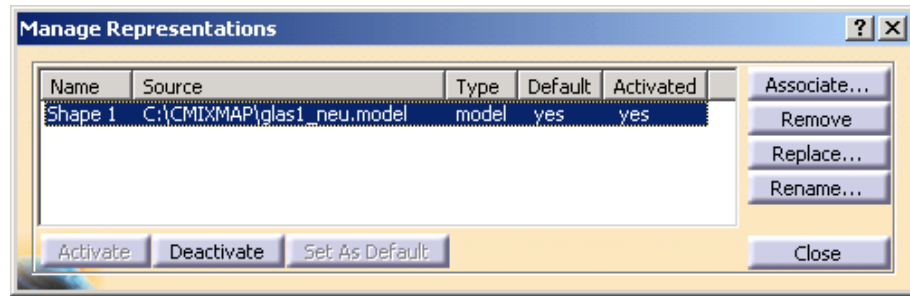 Manage Representations
Name Source Type Default Activated
Shape 1 C:\CMIXMAP\glas1_neu.model model yes yes
Associate...
Remove
Replace...
Rename...
Activate Deactivate Set As Default Close